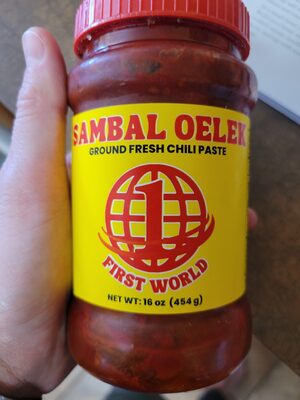 SAMBAL OELEK
GROUND FRESH CHILI PASTE
1
FIRST WORLD
NET WT: 16 oz (454 g)